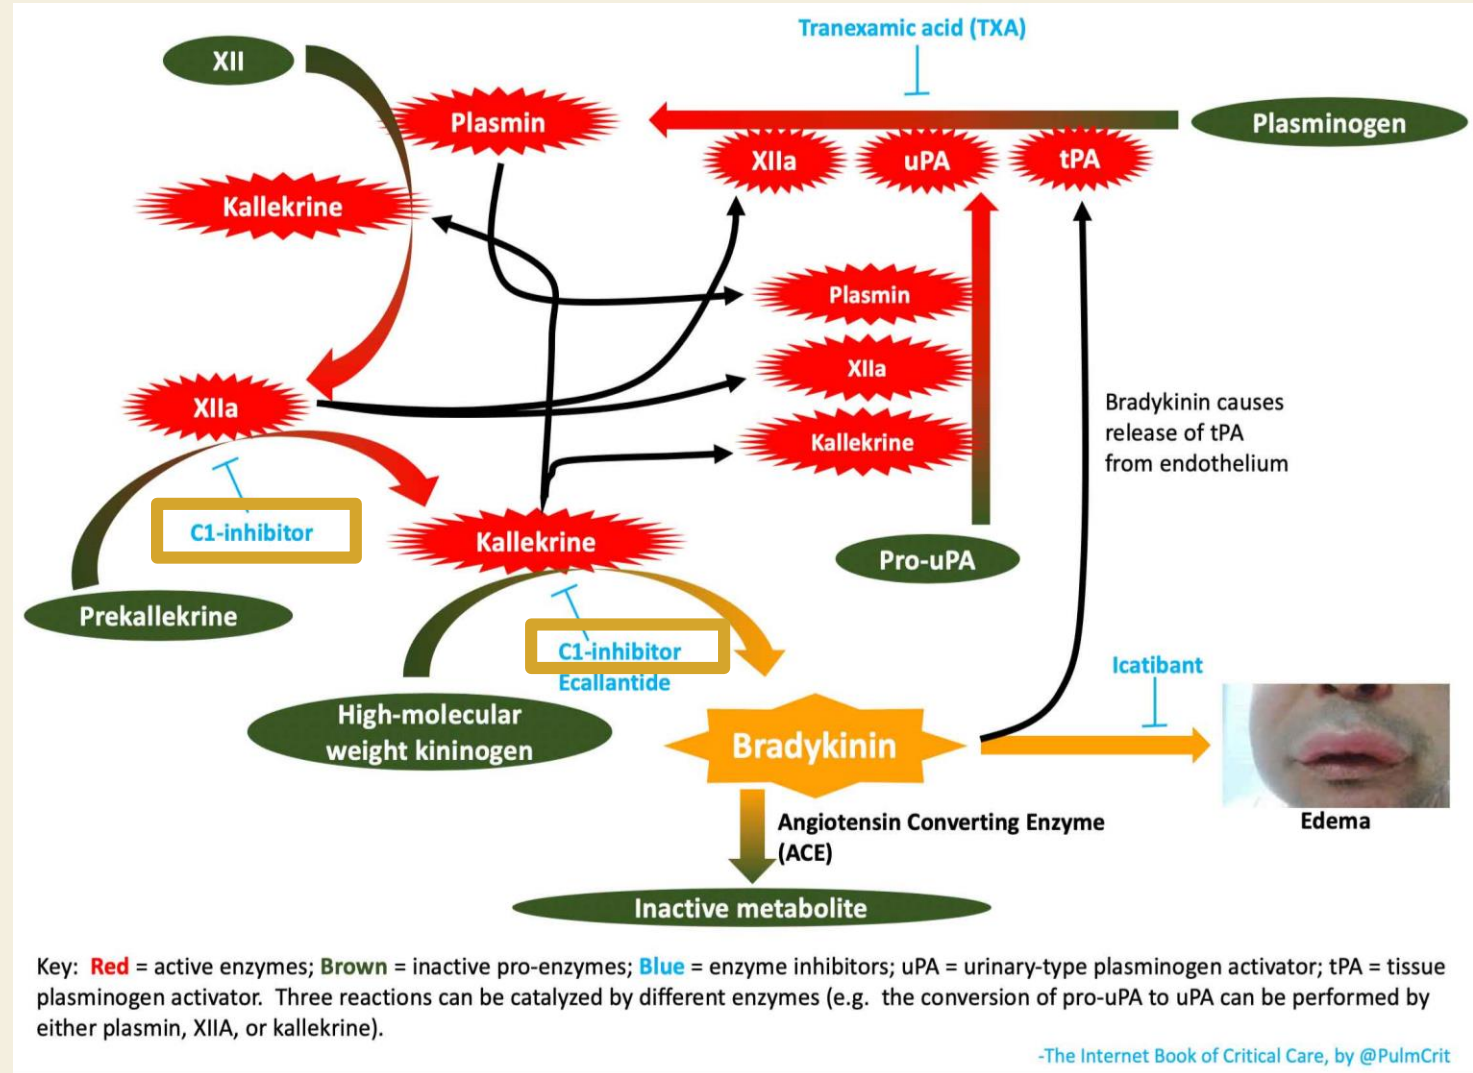 Tranexamic acid (TXA)
XII
Plasmin
Plasminogen
XIIa
uPA
tPA
Kallekrine
Plasmin
XIIa
Kallekrine
XIIa
Bradykinin causes
release of tPA
from endothelium
C1-inhibitor
Kallekrine
Pro-uPA
Prekallekrine
C1-inhibitor
Ecallantide
Icatibant
High-molecular
weight kininogen
Bradykinin
Edema
Angiotensin Converting Enzyme
(ACE)
Inactive metabolite
Key: Red = active enzymes; Brown = inactive pro-enzymes; Blue = enzyme inhibitors; uPA = urinary-type plasminogen activator; tPA = tissue
plasminogen activator. Three reactions can be catalyzed by different enzymes (e.g. the conversion of pro-uPA to uPA can be performed by
either plasmin, XIIA, or kallekrine).
-The Internet Book of Critical Care, by @PulmCrit